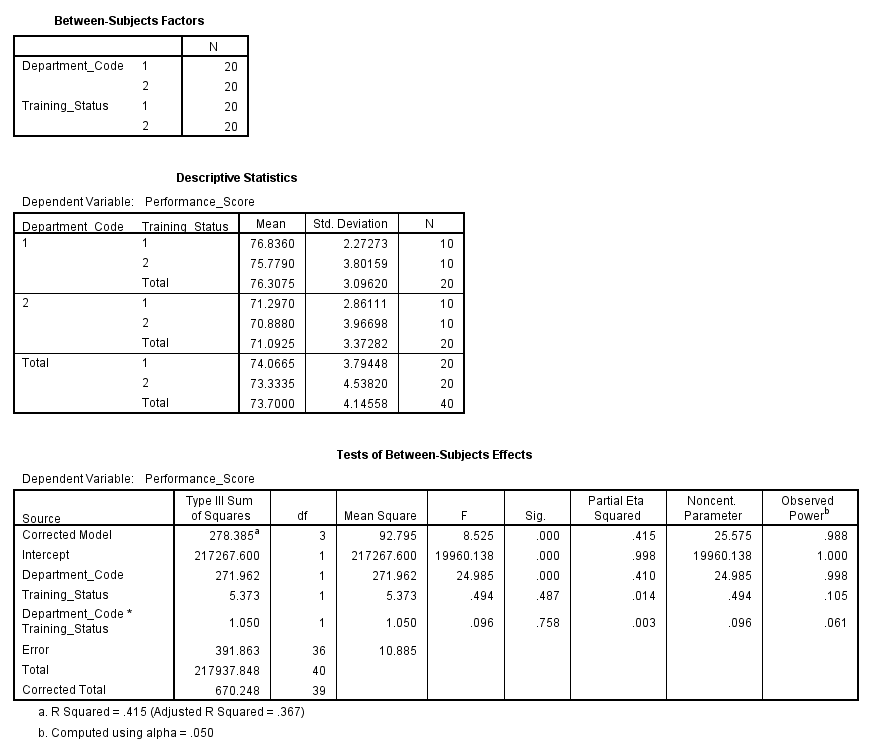 Between-Subjects Factors
N
Department_Code 1 20
2 20
Training_Status 1 20
2 20
Descriptive Statistics
Dependent Variable: Performance_Score
Department_Code Training_Status Mean Std. Deviation N
1 1 76.8360 2.27273 10
2 75.7790 3.80159 10
Total 76.3075 3.09620 20
2 1 71.2970 2.86111 10
2 70.8880 3.96698 10
Total 71.0925 3.37282 20
Total 1 74.0665 3.79448 20
2 73.3335 4.53820 20
Total 73.7000 4.14558 40
Tests of Between-Subjects Effects
Dependent Variable: Performance_Score
Source Type III Sum of Squares df Mean Square F Sig. Partial Eta Squared Noncent. Parameter Observed Power^b
Corrected Model 278.385^a 3 92.795 8.525 .000 .415 25.575 .988
Intercept 217267.600 1 217267.600 19960.138 .000 .998 19960.138 1.000
Department_Code 271.962 1 271.962 24.985 .000 .410 24.985 .998
Training_Status 5.373 1 5.373 .494 .487 .014 .494 .105
Department_Code * Training_Status 1.050 1 1.050 .096 .758 .003 .096 .061
Error 391.863 36 10.885
Total 217937.848 40
Corrected Total 670.248 39
a. R Squared = .415 (Adjusted R Squared = .367)
b. Computed using alpha = .050